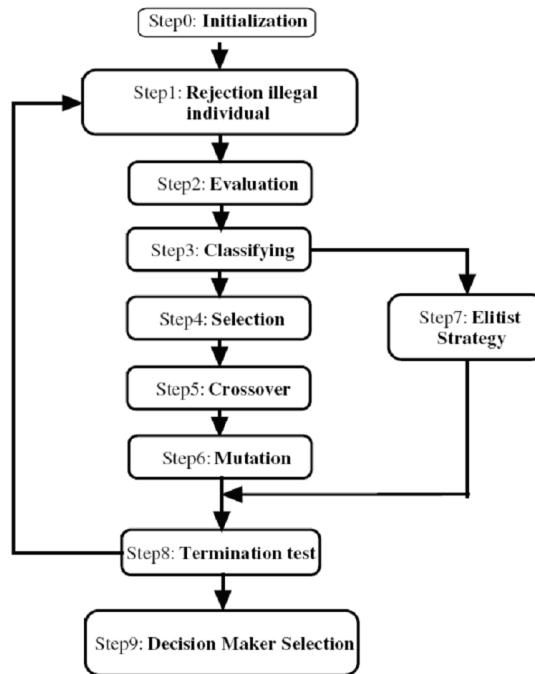 Step0: Initialization
Step1: Rejection illegal
individual
Step2: Evaluation
Step3: Classifying
Step4: Selection
Step7: Elitist
Strategy
Step5: Crossover
Step6: Mutation
Step8: Termination test
Step9: Decision Maker Selection